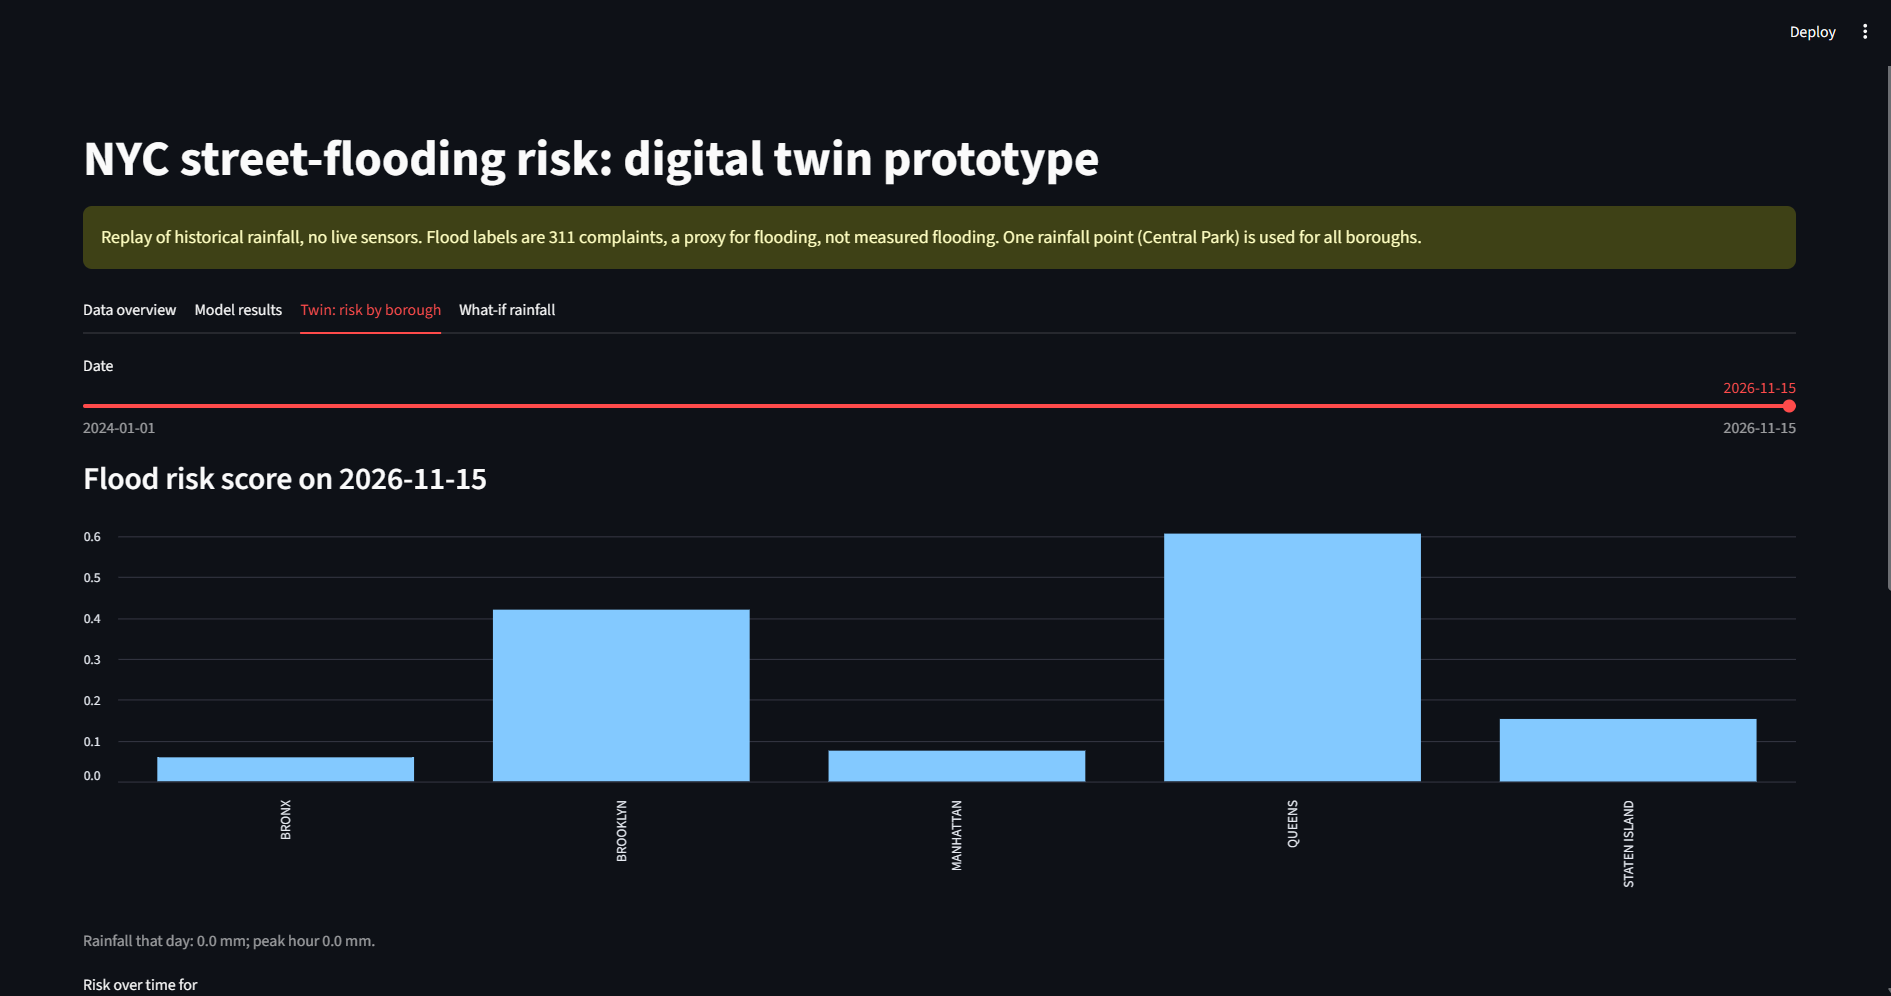 Deploy
NYC street-flooding risk: digital twin prototype
Replay of historical rainfall, no live sensors. Flood labels are 311 complaints, a proxy for flooding, not measured flooding. One rainfall point (Central Park) is used for all boroughs.
Data overview Model results Twin: risk by borough What-if rainfall
Date
2026-11-15
2024-01-01 2026-11-15
Flood risk score on 2026-11-15
0.6
0.5
0.4
0.3
0.2
0.1
0.0
BRONX BROOKLYN MANHATTAN QUEENS STATEN ISLAND
Rainfall that day: 0.0 mm; peak hour 0.0 mm.
Risk over time for